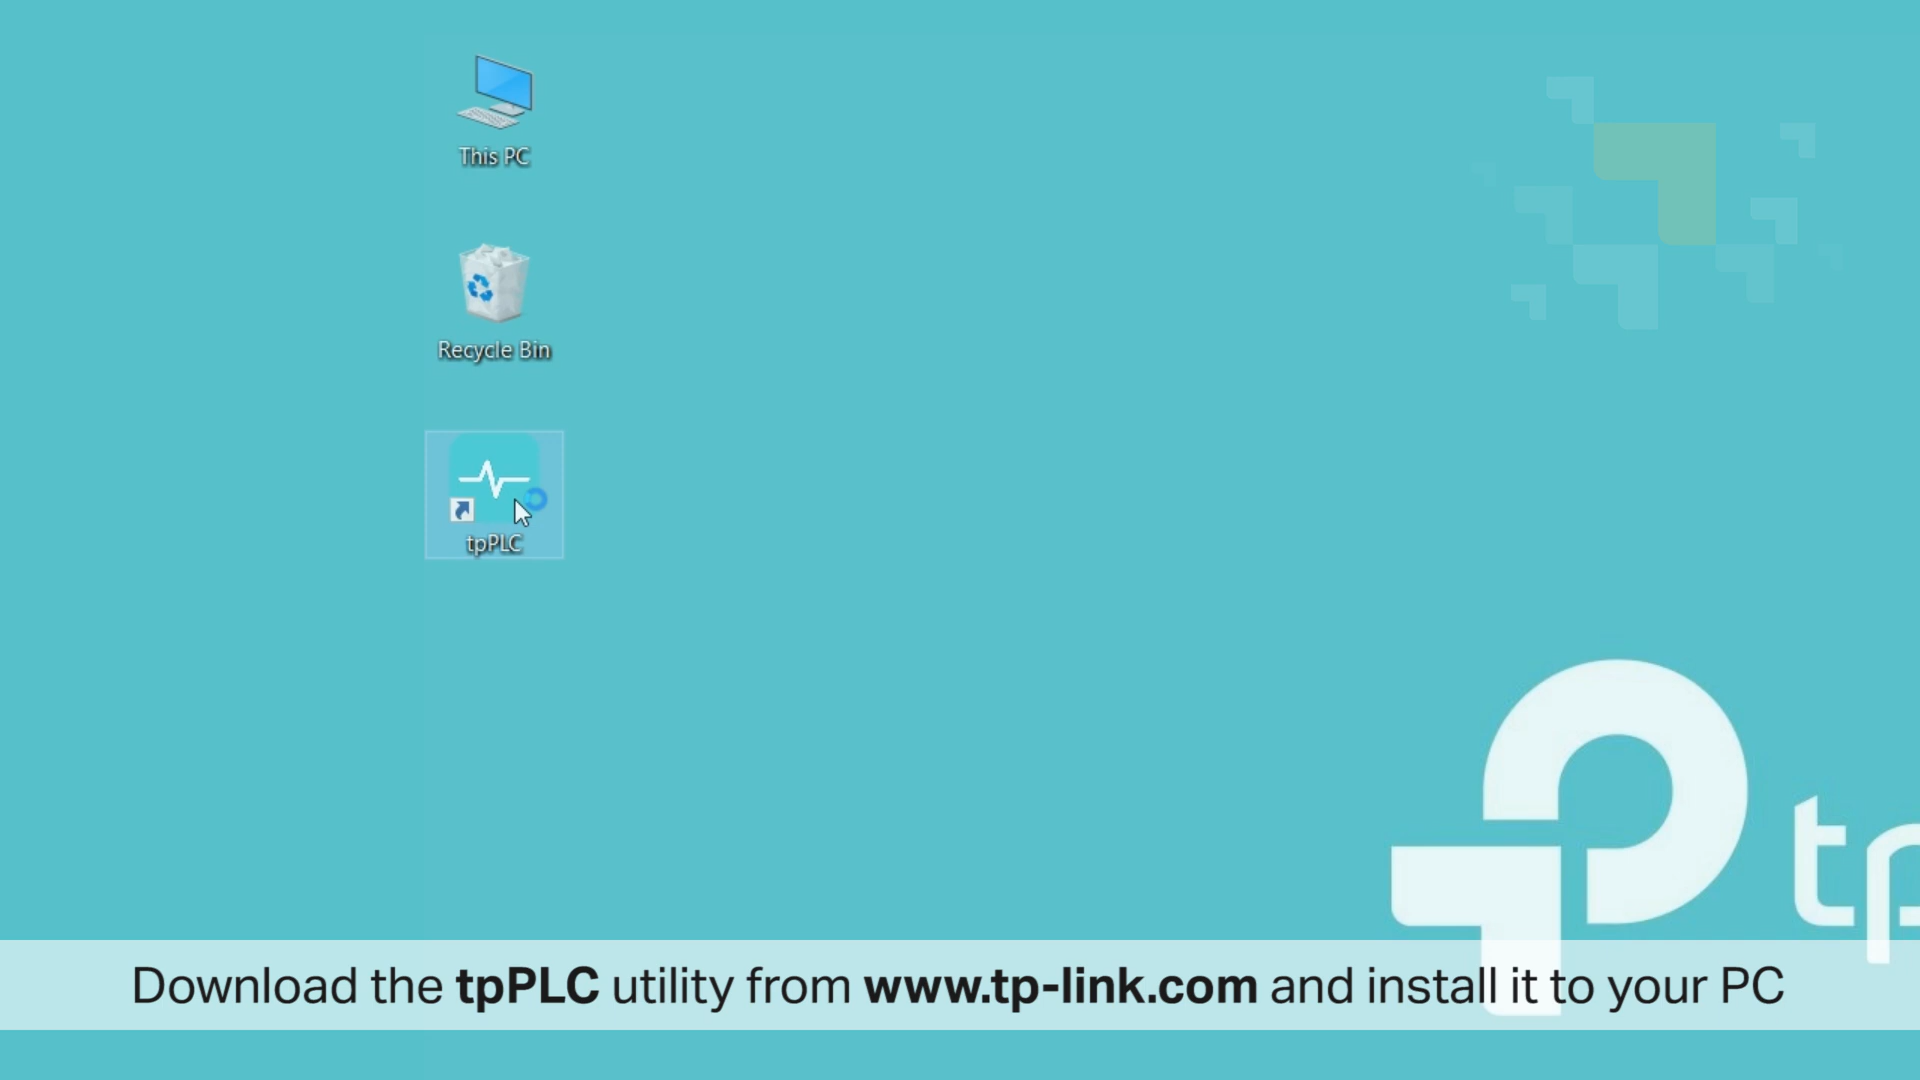 This PC
Recycle Bin
tpPLC
tp
Download the tpPLC utility from www.tp-link.com and install it to your PC